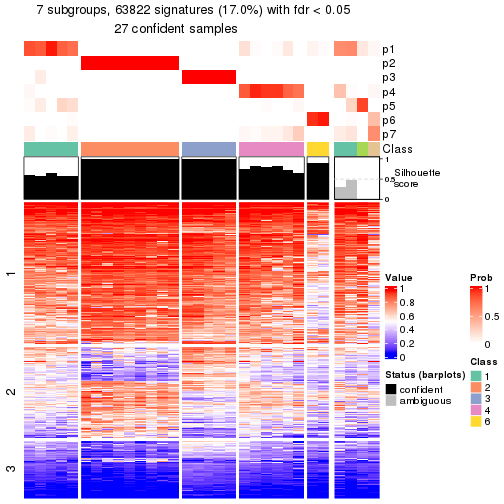 7 subgroups, 63822 signatures (17.0%) with fdr < 0.05
27 confident samples
p1
p2
p3
p4
p5
p6
p7
Class
1
0.5
0
Silhouette
score
1
2
3
Value
1
0.8
0.6
0.4
0.2
0
Prob
1
0.5
0
Status (barplots)
confident
ambiguous
Class
1
2
3
4
6